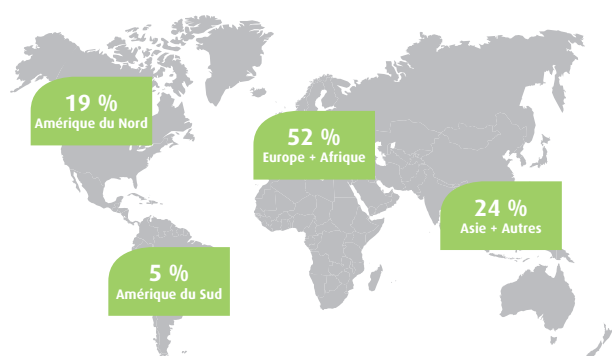 19 %
Amérique du Nord
52 %
Europe + Afrique
24 %
Asie + Autres
5 %
Amérique du Sud